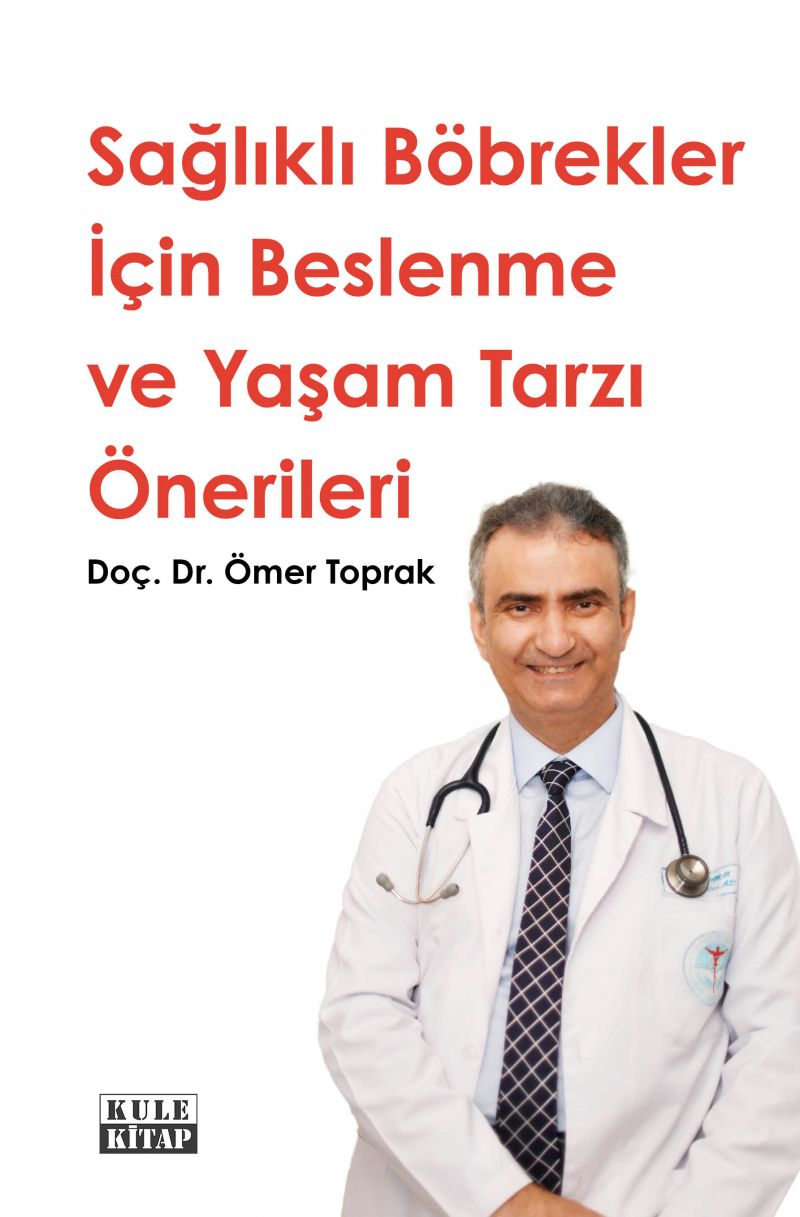 Sağlıklı Böbrekler
İçin Beslenme
ve Yaşam Tarzı
Önerileri
Doç. Dr. Ömer Toprak
KULE
KİTAP